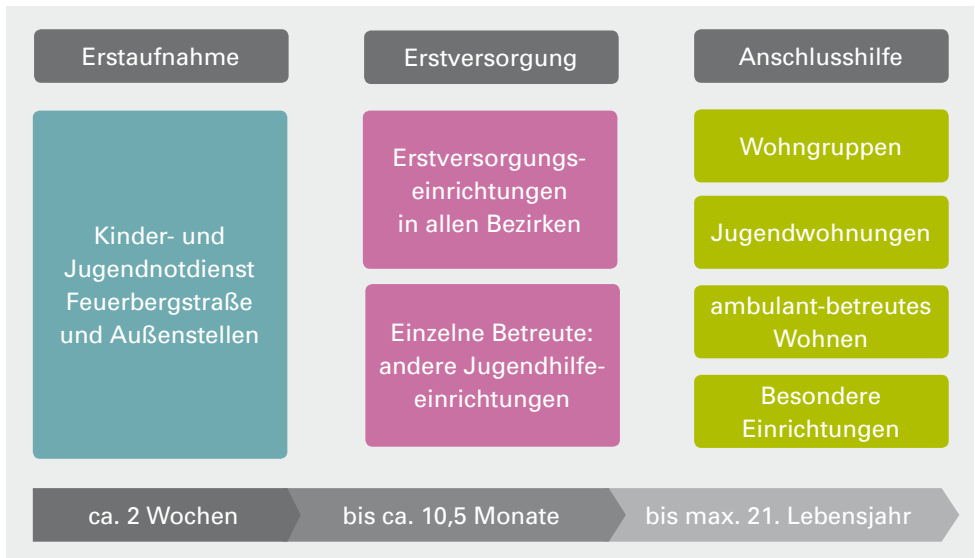 Erstaufnahme
Erstversorgung
Anschlusshilfe
Kinder- und
Jugendnotdienst
Feuerbergstraße
und Außenstellen
Erstversorgungs-
einrichtungen
in allen Bezirken
Einzelne Betreute:
andere Jugendhilfe-
einrichtungen
Wohngruppen
Jugendwohnungen
ambulant-betreutes
Wohnen
Besondere
Einrichtungen
ca. 2 Wochen
bis ca. 10,5 Monate
bis max. 21. Lebensjahr